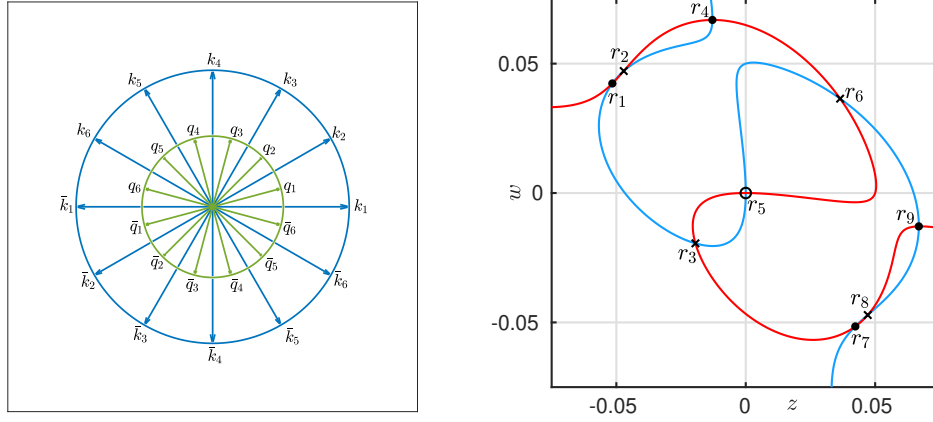 k₄
k₅ k₃
k₆ q₄ q₃ k₂
q₅ q₂
q₆ q₁
k̄₁ k₁
q̄₁ q̄₆
q̄₂ q̄₅
k̄₂ q̄₃ q̄₄ k̄₆
k̄₃ k̄₅
k̄₄
r₄
r₂
0.05
r₁ r₆
w 0
r₅
r₉
r₃
r₈
-0.05
r₇
-0.05 0 z 0.05